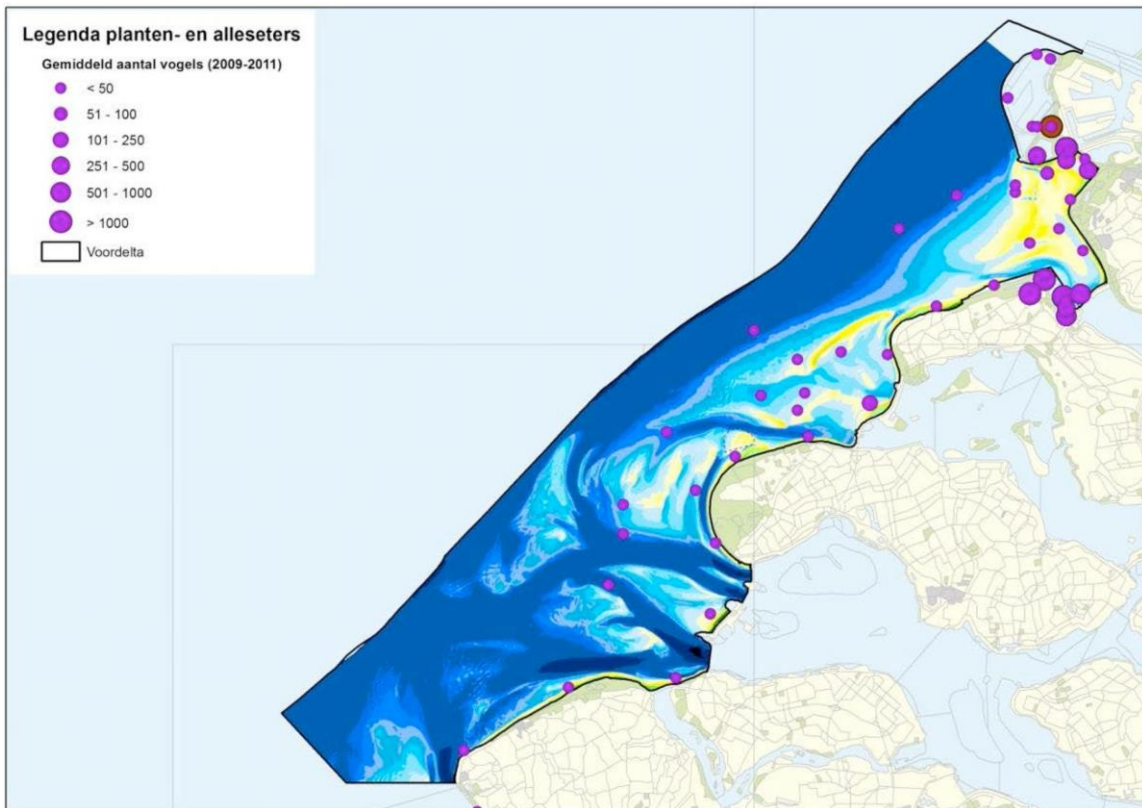 Legenda planten- en alleseters
Gemiddeld aantal vogels (2009-2011)
< 50
51 - 100
101 - 250
251 - 500
501 - 1000
> 1000
Voordelta